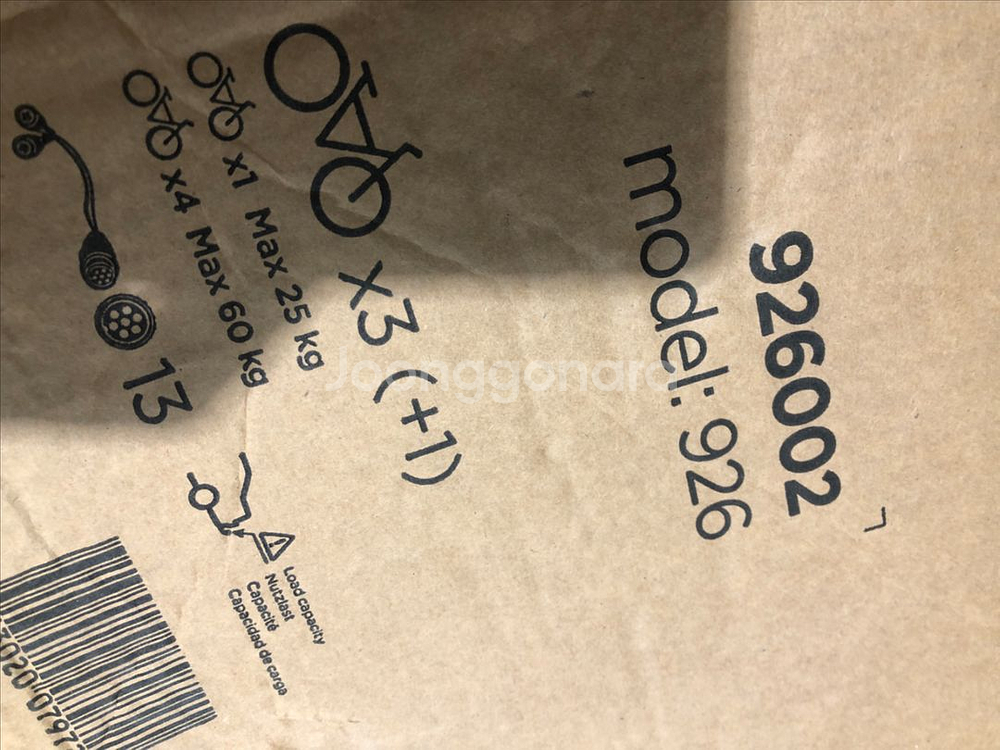 926002
model: 926
x3 (+1)
x1 Max 25 kg
x4 Max 60 kg
13
Load capacity
Nutzlast
Capacité
Capacidad de carga
Joonggonara